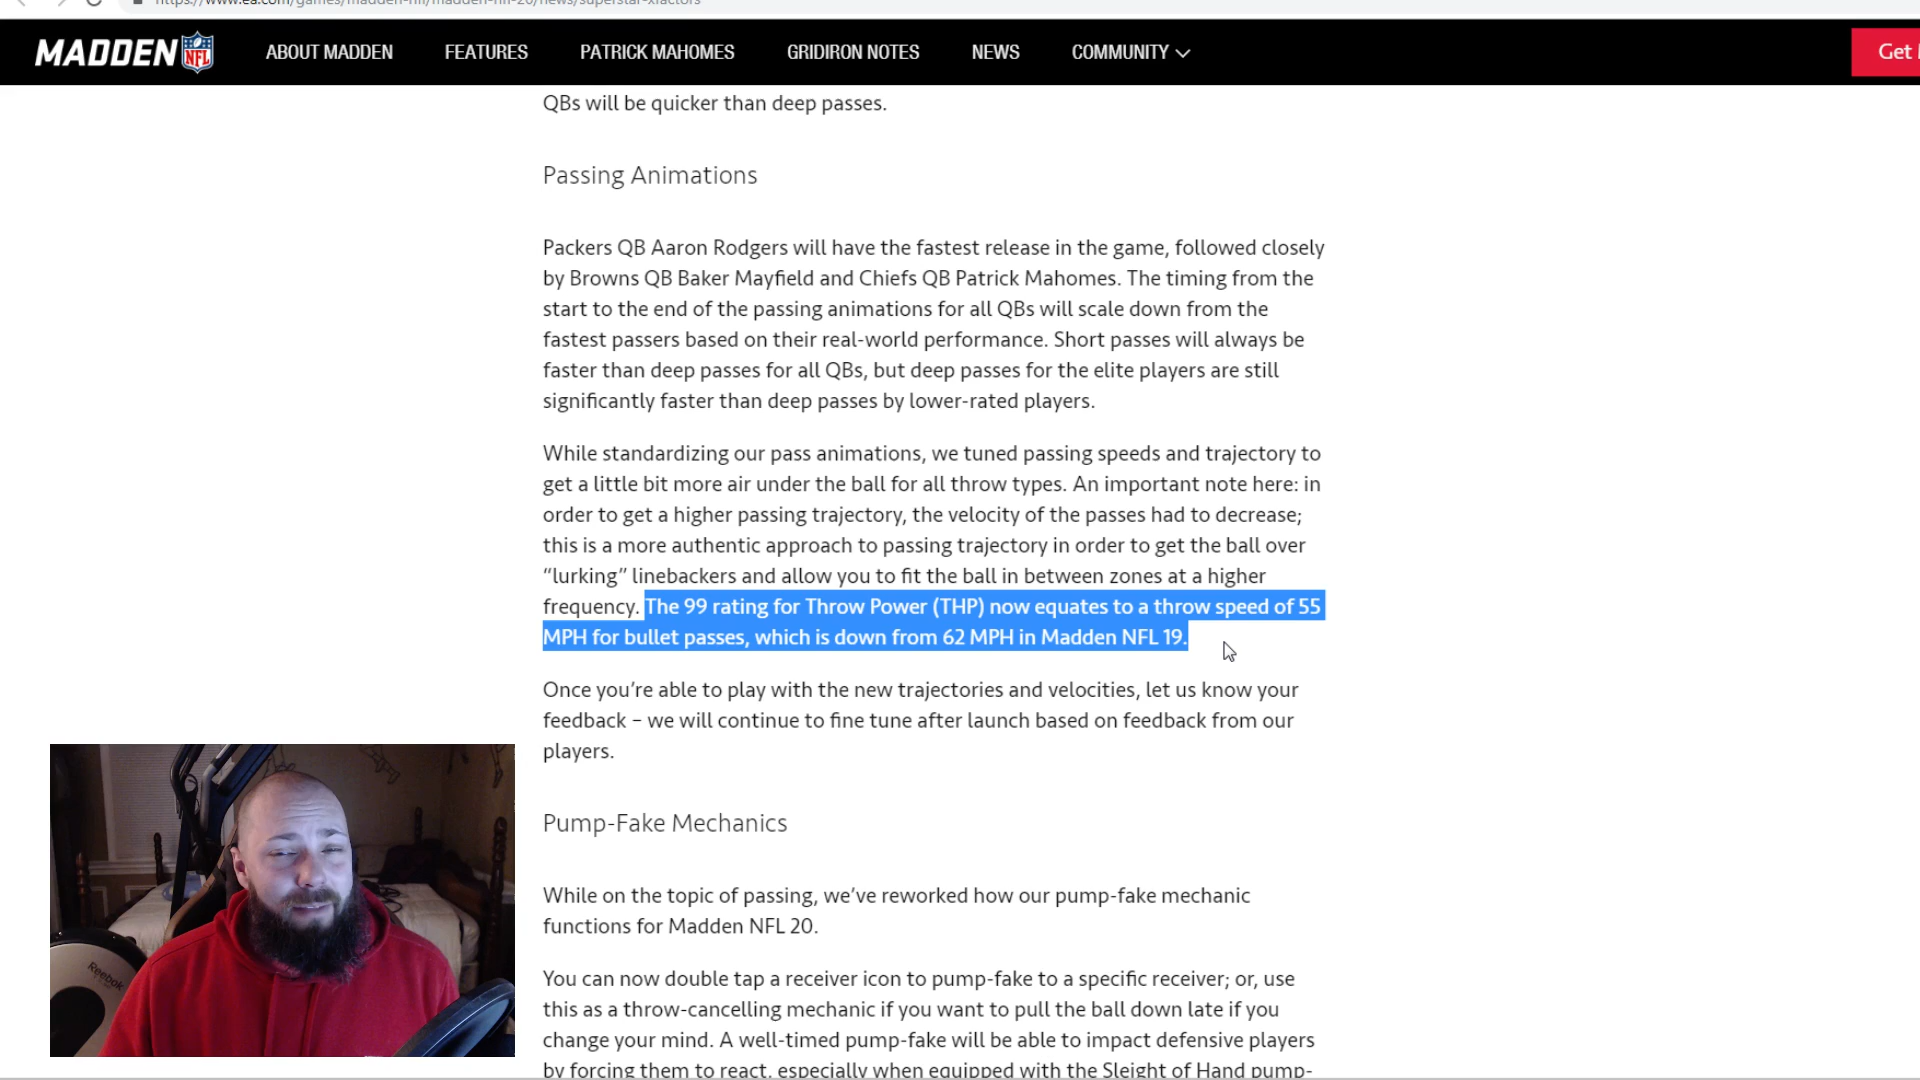 https://www.ea.com/games/madden-nfl/madden-nfl-20/news/superstar-xfactors
MADDEN NFL ABOUT MADDEN FEATURES PATRICK MAHOMES GRIDIRON NOTES NEWS COMMUNITY Get
QBs will be quicker than deep passes.
Passing Animations
Packers QB Aaron Rodgers will have the fastest release in the game, followed closely
by Browns QB Baker Mayfield and Chiefs QB Patrick Mahomes. The timing from the
start to the end of the passing animations for all QBs will scale down from the
fastest passers based on their real-world performance. Short passes will always be
faster than deep passes for all QBs, but deep passes for the elite players are still
significantly faster than deep passes by lower-rated players.
While standardizing our pass animations, we tuned passing speeds and trajectory to
get a little bit more air under the ball for all throw types. An important note here: in
order to get a higher passing trajectory, the velocity of the passes had to decrease;
this is a more authentic approach to passing trajectory in order to get the ball over
“lurking” linebackers and allow you to fit the ball in between zones at a higher
frequency. The 99 rating for Throw Power (THP) now equates to a throw speed of 55
MPH for bullet passes, which is down from 62 MPH in Madden NFL 19.
Once you’re able to play with the new trajectories and velocities, let us know your
feedback – we will continue to fine tune after launch based on feedback from our
players.
Pump-Fake Mechanics
While on the topic of passing, we’ve reworked how our pump-fake mechanic
functions for Madden NFL 20.
You can now double tap a receiver icon to pump-fake to a specific receiver; or, use
this as a throw-cancelling mechanic if you want to pull the ball down late if you
change your mind. A well-timed pump-fake will be able to impact defensive players
by forcing them to react, especially when equipped with the Sleight of Hand pump-
Reebok